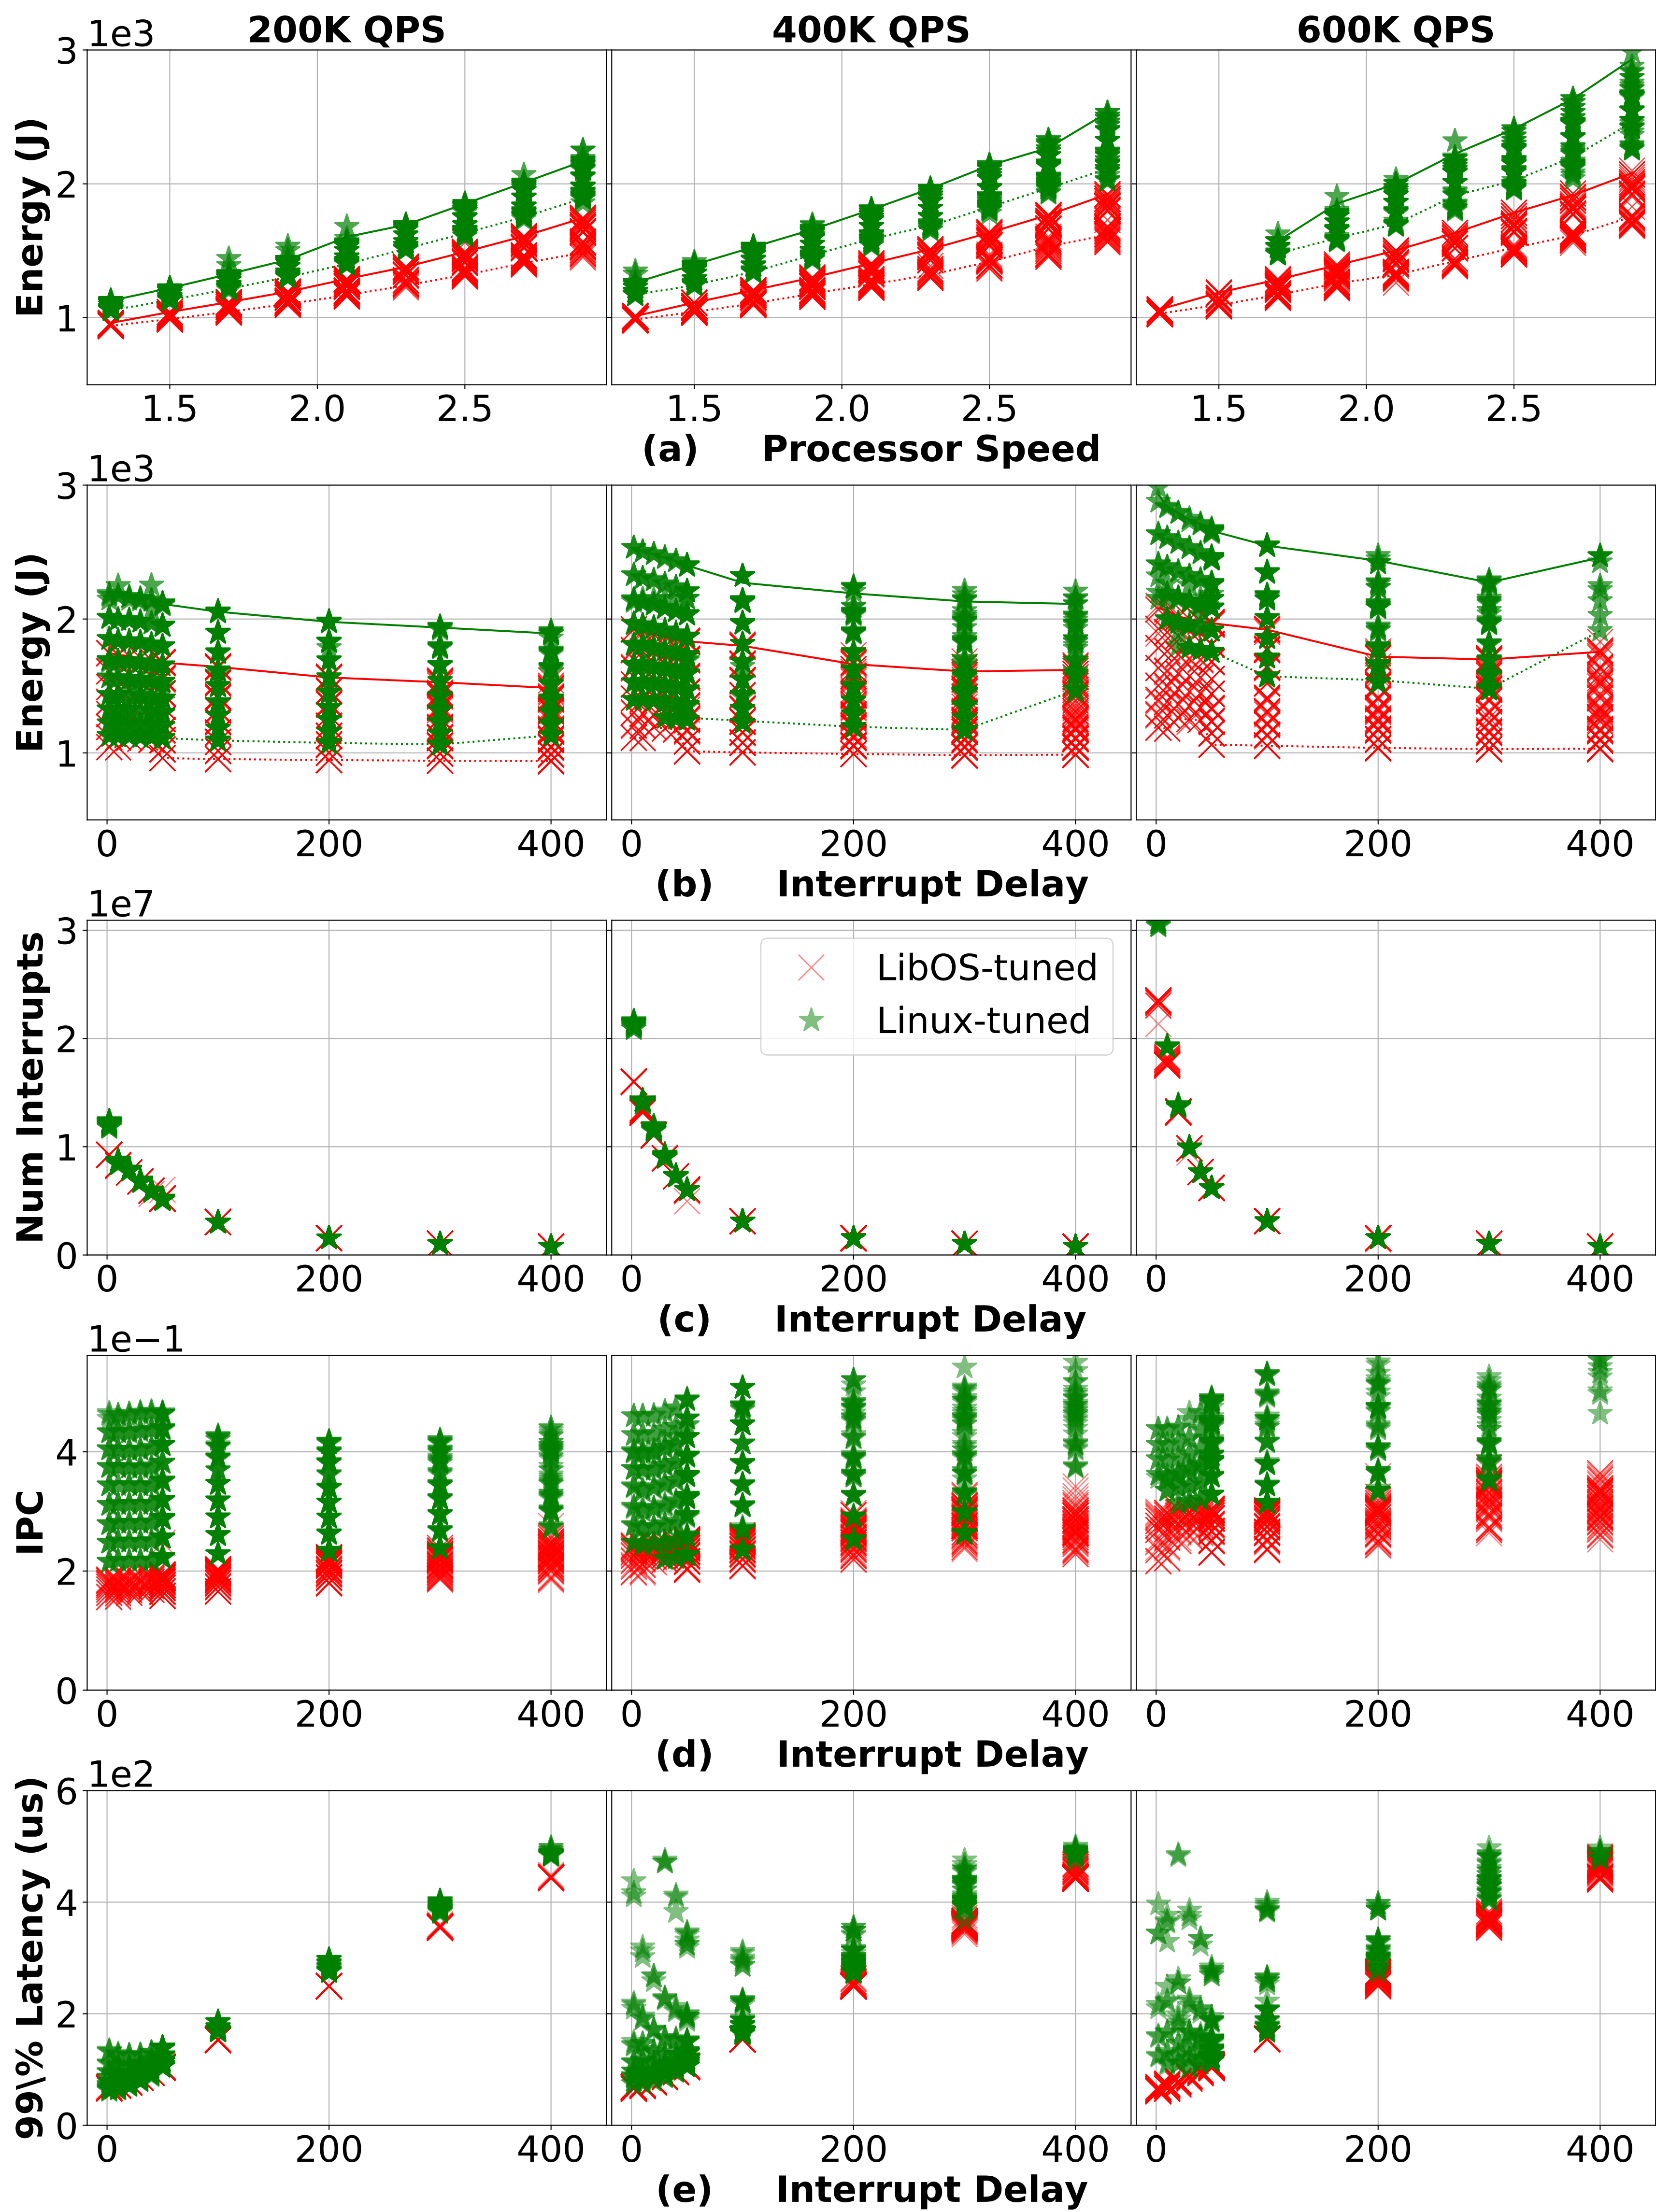 200K QPS 400K QPS 600K QPS
1e3
3
2
1
Energy (J)
1.5 2.0 2.5 1.5 2.0 2.5 1.5 2.0 2.5
(a) Processor Speed
1e3
3
2
1
Energy (J)
0 200 400 0 200 400 0 200 400
(b) Interrupt Delay
1e7
3
2
1
0
Num Interrupts
LibOS-tuned
Linux-tuned
0 200 400 0 200 400 0 200 400
(c) Interrupt Delay
1e−1
4
2
0
IPC
0 200 400 0 200 400 0 200 400
(d) Interrupt Delay
1e2
6
4
2
0
99\% Latency (us)
0 200 400 0 200 400 0 200 400
(e) Interrupt Delay